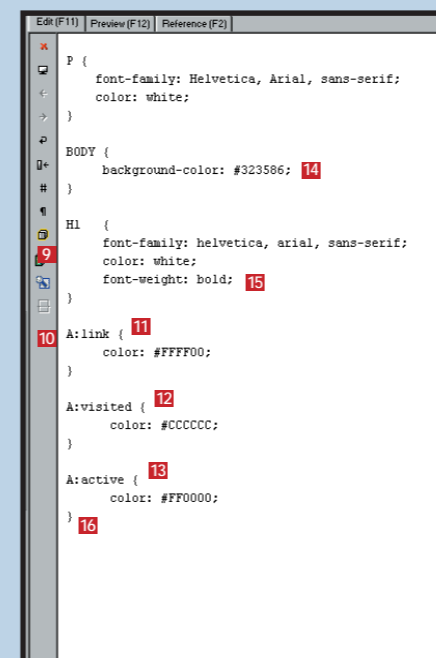 Edit (F11) Preview (F12) Reference (F2)
P {
font-family: Helvetica, Arial, sans-serif;
color: white;
}
BODY {
background-color: #323586; 14
}
H1 {
font-family: helvetica, arial, sans-serif;
9
color: white;
font-weight: bold; 15
}
10 A:link { 11
color: #FFFF00;
}
A:visited { 12
color: #CCCCCC;
}
A:active { 13
color: #FF0000;
} 16